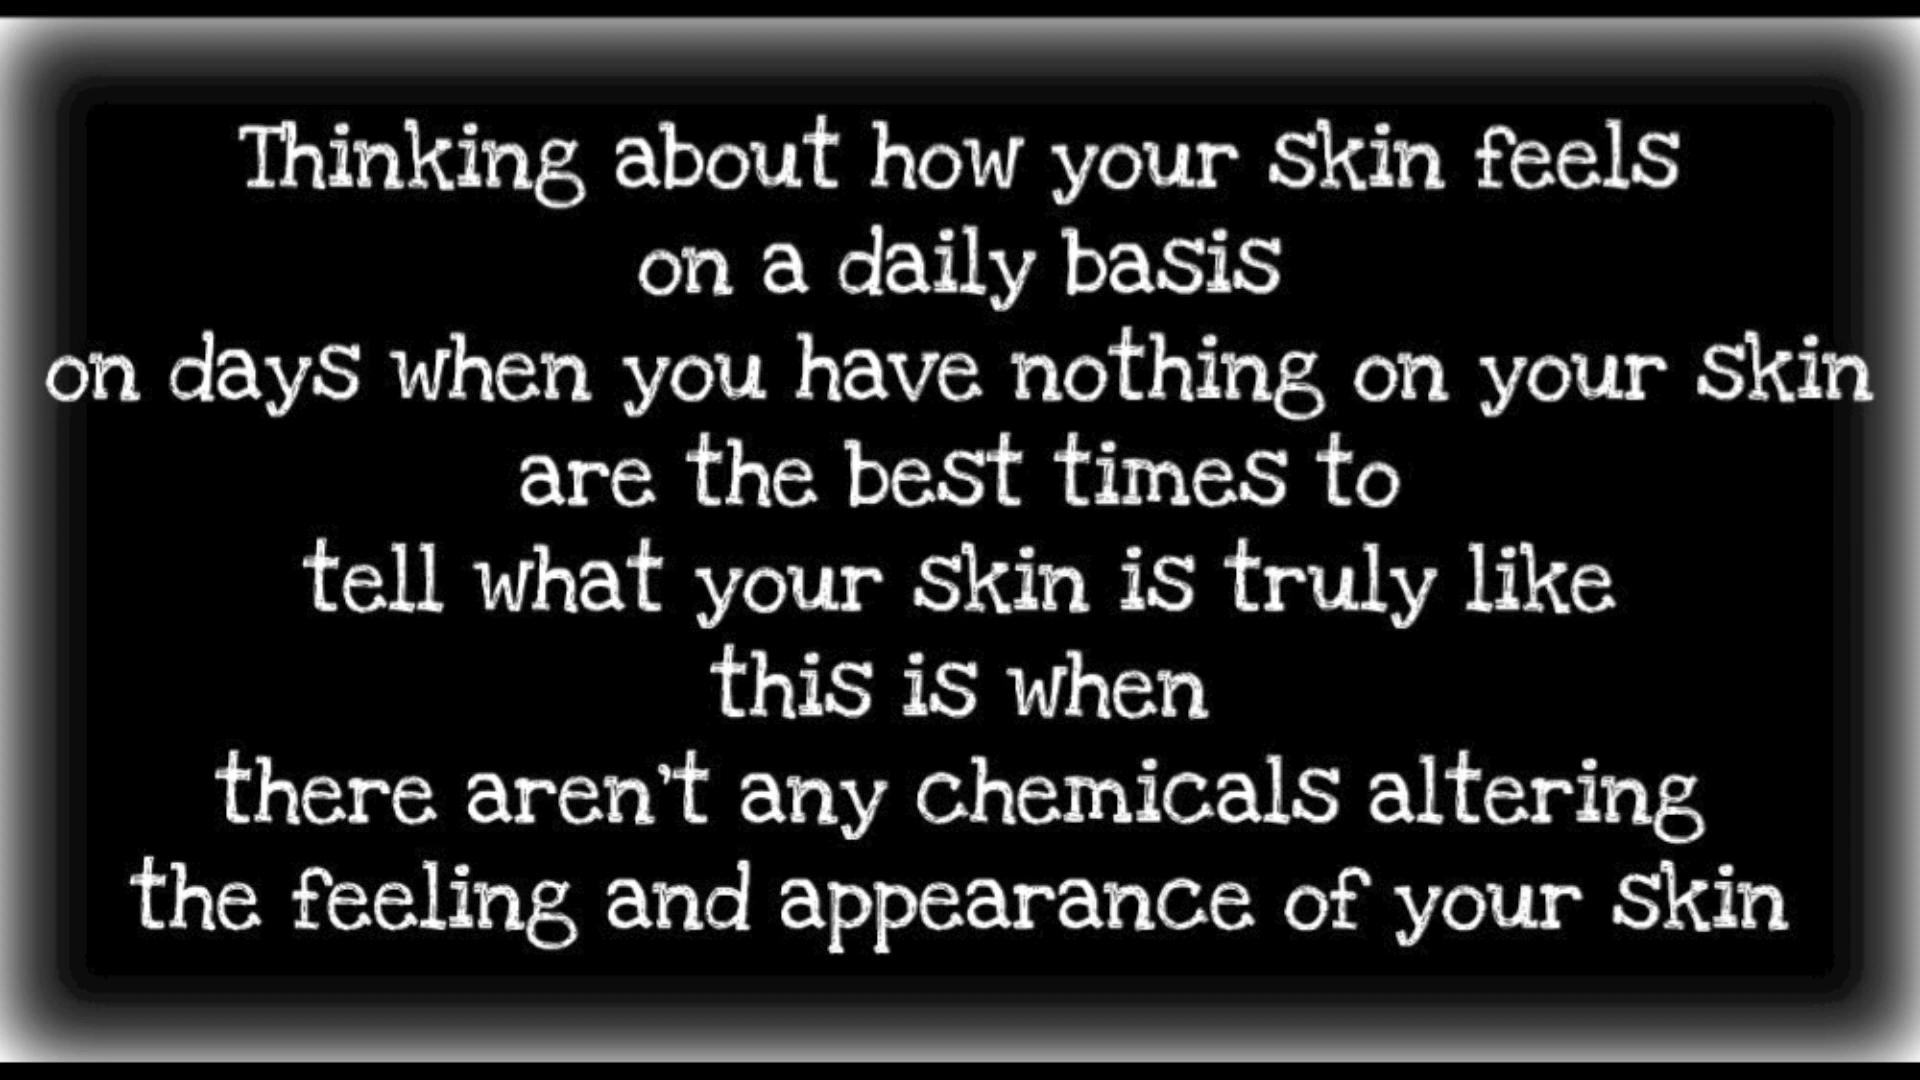 Thinking about how your skin feels
on a daily basis
on days when you have nothing on your skin
are the best times to
tell what your skin is truly like
this is when
there aren't any chemicals altering
the feeling and appearance of your skin